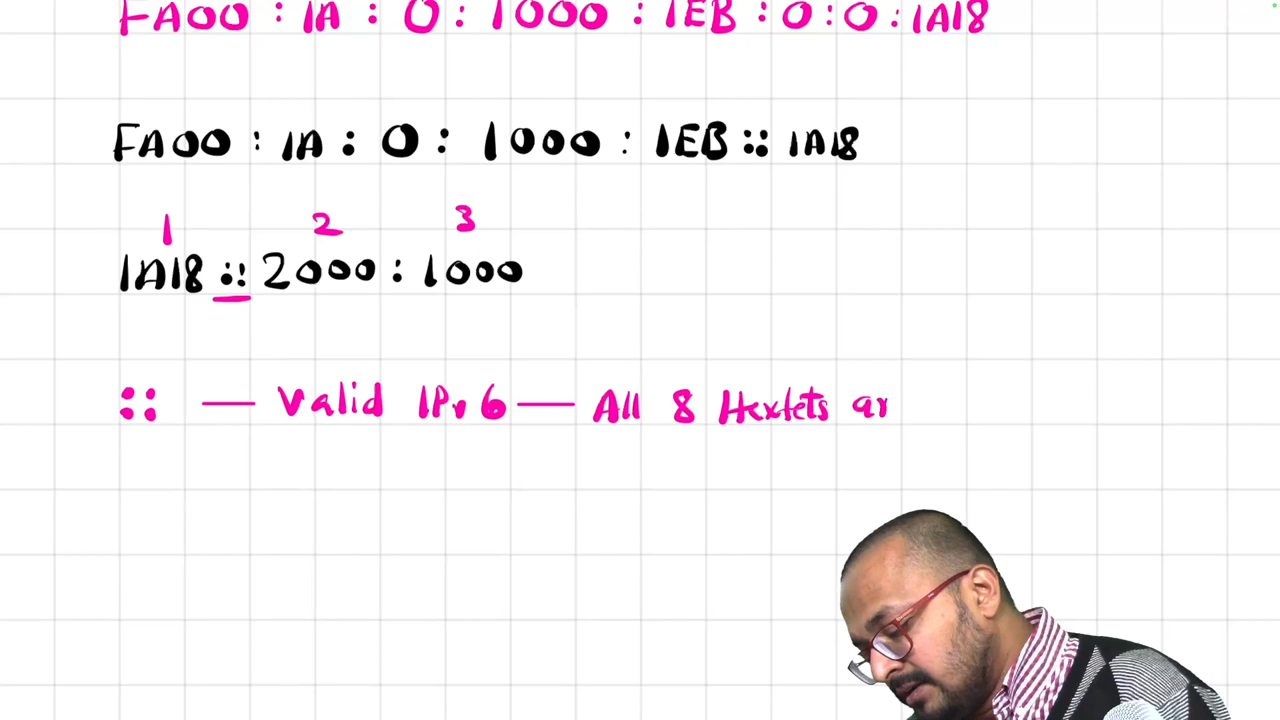 FA00 : 1A : 0 : 1000 : 1EB : 0 : 0 : 1A18
FA00 : 1A : 0 : 1000 : 1EB :: 1A18
1 2 3
1A18 :: 2000 : 1000
:: — Valid IPv6 — All 8 Hextets ar